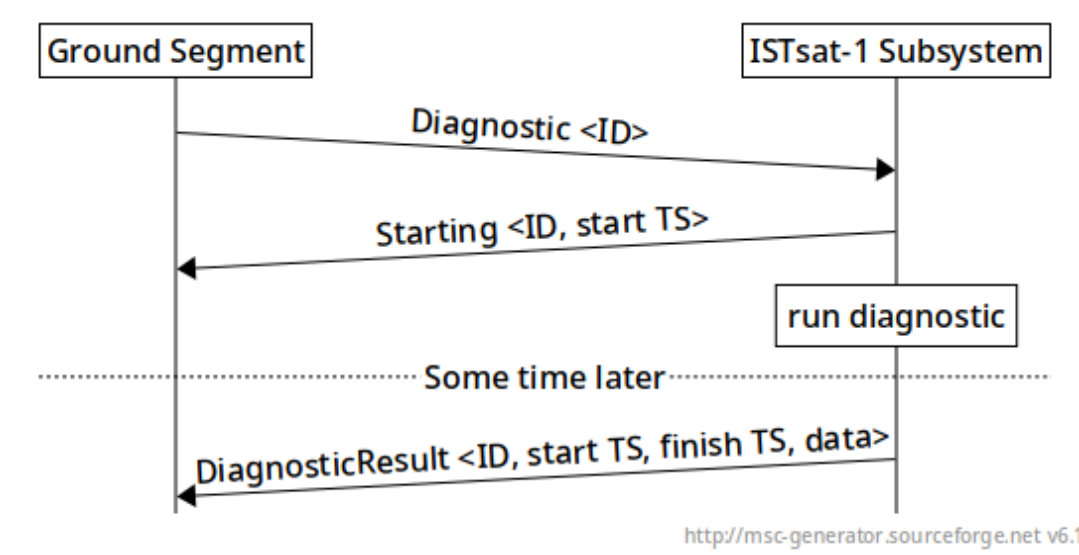 Ground Segment
ISTsat-1 Subsystem
Diagnostic <ID>
Starting <ID, start TS>
run diagnostic
Some time later
DiagnosticResult <ID, start TS, finish TS, data>
http://msc-generator.sourceforge.net v6.1